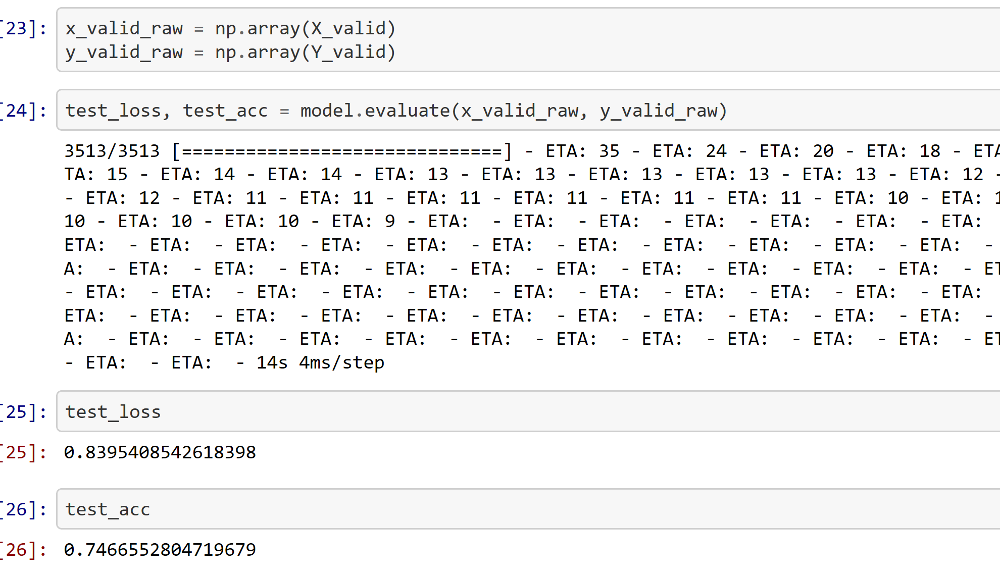 [23]: x_valid_raw = np.array(X_valid)
y_valid_raw = np.array(Y_valid)
[24]: test_loss, test_acc = model.evaluate(x_valid_raw, y_valid_raw)
3513/3513 [==============================] - ETA: 35 - ETA: 24 - ETA: 20 - ETA: 18 - ETA
TA: 15 - ETA: 14 - ETA: 14 - ETA: 13 - ETA: 13 - ETA: 13 - ETA: 13 - ETA: 13 - ETA: 12 -
- ETA: 12 - ETA: 11 - ETA: 11 - ETA: 11 - ETA: 11 - ETA: 11 - ETA: 11 - ETA: 10 - ETA: 1
10 - ETA: 10 - ETA: 10 - ETA: 9 - ETA:  - ETA:  - ETA:  - ETA:  - ETA:  - ETA:  - ETA:
ETA:  - ETA:  - ETA:  - ETA:  - ETA:  - ETA:  - ETA:  - ETA:  - ETA:  - ETA:  - ETA:  -
A:  - ETA:  - ETA:  - ETA:  - ETA:  - ETA:  - ETA:  - ETA:  - ETA:  - ETA:  - ETA:  - ET
- ETA:  - ETA:  - ETA:  - ETA:  - ETA:  - ETA:  - ETA:  - ETA:  - ETA:  - ETA:  - ETA:
ETA:  - ETA:  - ETA:  - ETA:  - ETA:  - ETA:  - ETA:  - ETA:  - ETA:  - ETA:  - ETA:  -
A:  - ETA:  - ETA:  - ETA:  - ETA:  - ETA:  - ETA:  - ETA:  - ETA:  - ETA:  - ETA:  - ET
- ETA:  - ETA:  - 14s 4ms/step
[25]: test_loss
[25]: 0.8395408542618398
[26]: test_acc
[26]: 0.7466552804719679